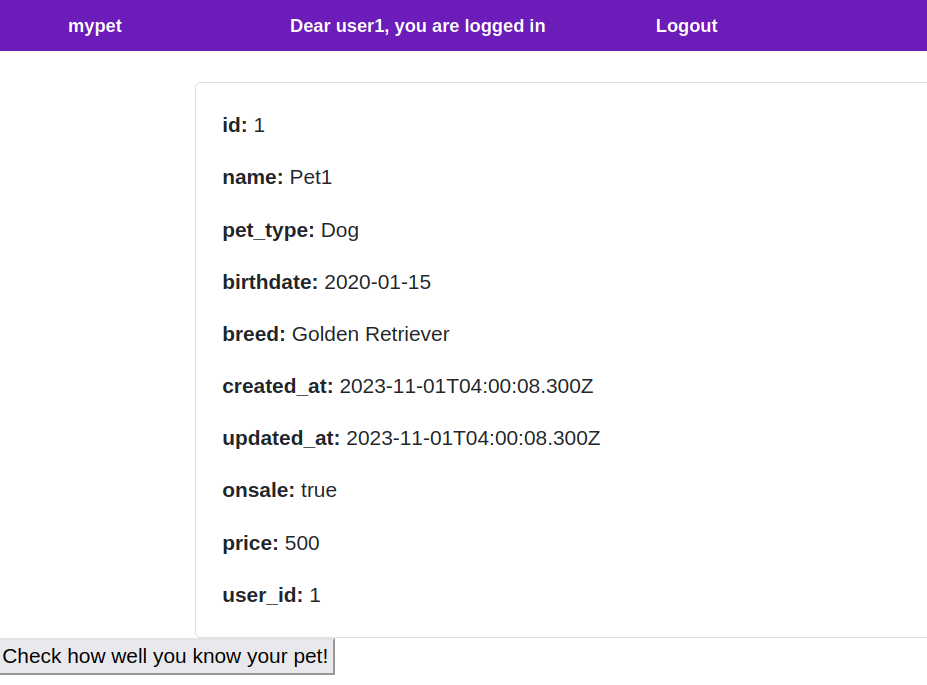 mypet Dear user1, you are logged in Logout
id: 1
name: Pet1
pet_type: Dog
birthdate: 2020-01-15
breed: Golden Retriever
created_at: 2023-11-01T04:00:08.300Z
updated_at: 2023-11-01T04:00:08.300Z
onsale: true
price: 500
user_id: 1
Check how well you know your pet!